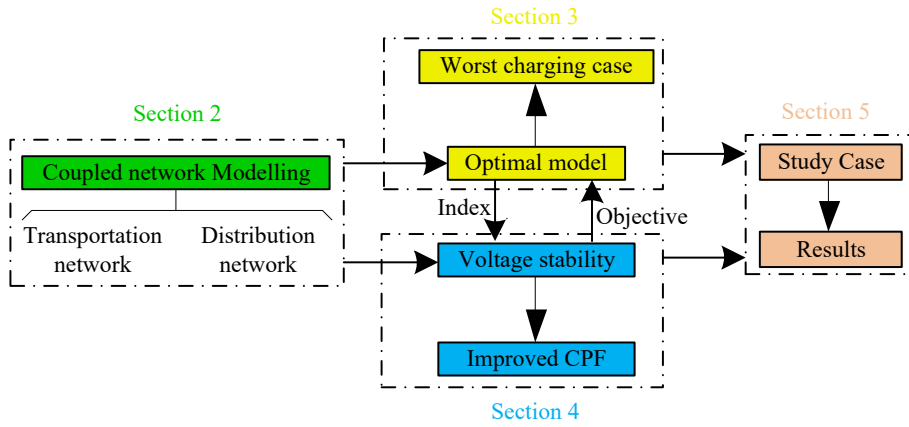 Section 2
Coupled network Modelling
Transportation
network
Distribution
network
Section 3
Worst charging case
Optimal model
Index
Objective
Voltage stability
Improved CPF
Section 4
Section 5
Study Case
Results